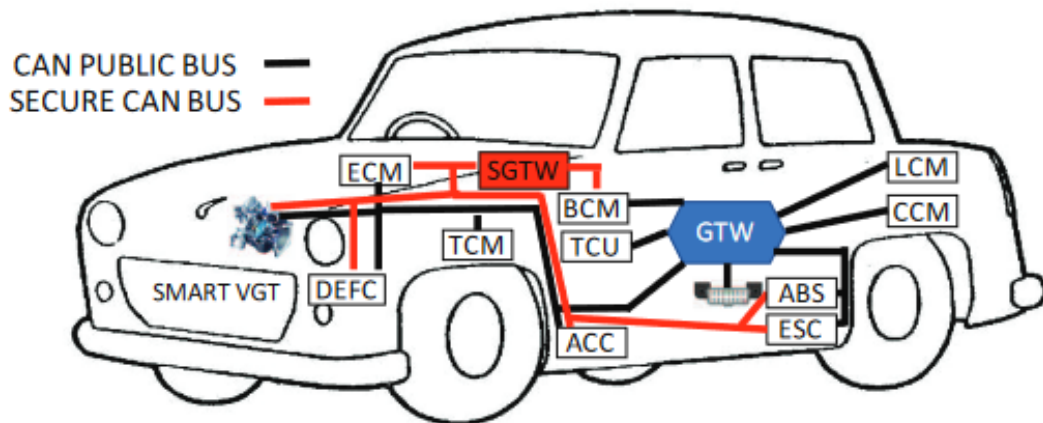 CAN PUBLIC BUS
SECURE CAN BUS
ECM
SGTW
LCM
BCM
CCM
TCU
GTW
TCM
SMART VGT
DEFC
ABS
ESC
ACC